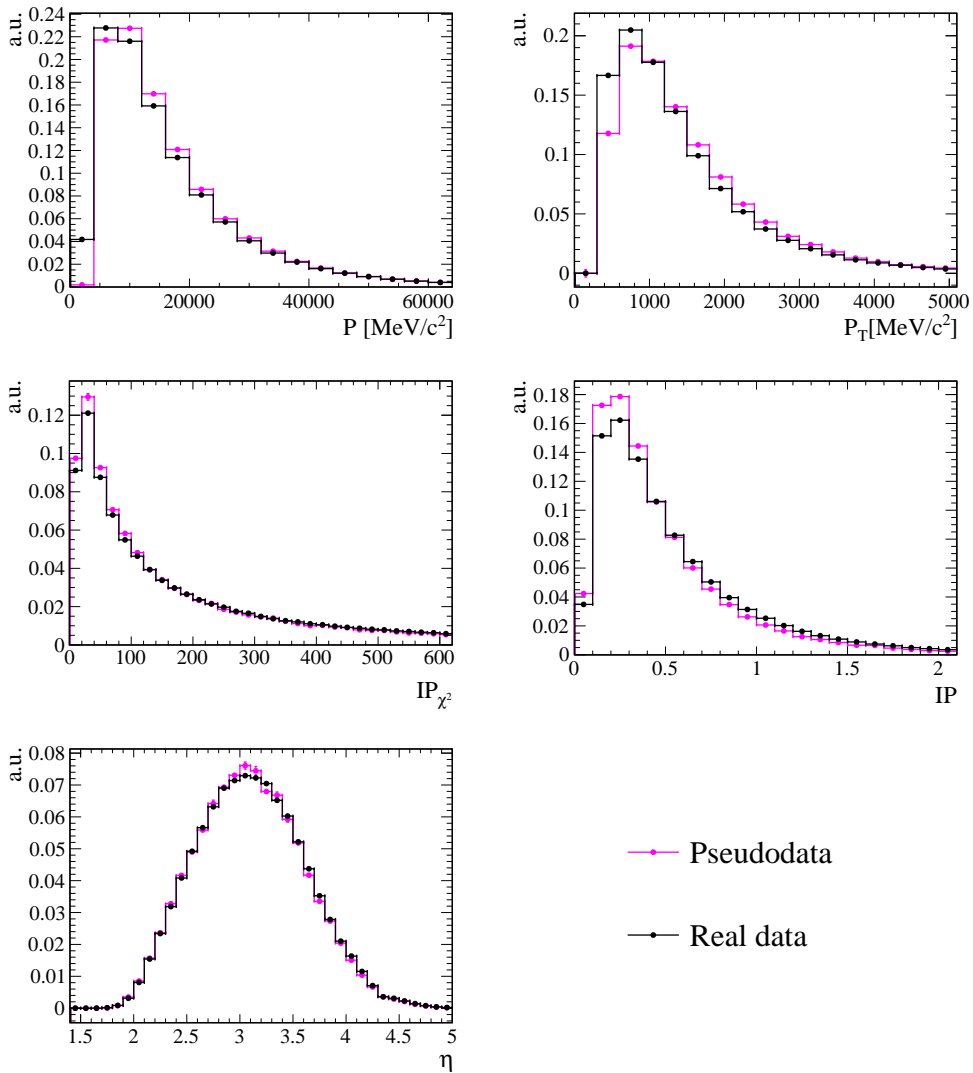 a.u.
0.24
0.22
0.2
0.18
0.16
0.14
0.12
0.1
0.08
0.06
0.04
0.02
0
0 20000 40000 60000
P [MeV/c²]
a.u.
0.2
0.15
0.1
0.05
0
0 1000 2000 3000 4000 5000
P_T[MeV/c²]
a.u.
0.12
0.1
0.08
0.06
0.04
0.02
0
0 100 200 300 400 500 600
IP_χ²
a.u.
0.18
0.16
0.14
0.12
0.1
0.08
0.06
0.04
0.02
0
0 0.5 1 1.5 2
IP
a.u.
0.08
0.07
0.06
0.05
0.04
0.03
0.02
0.01
0
1.5 2 2.5 3 3.5 4 4.5 5
η
Pseudodata
Real data